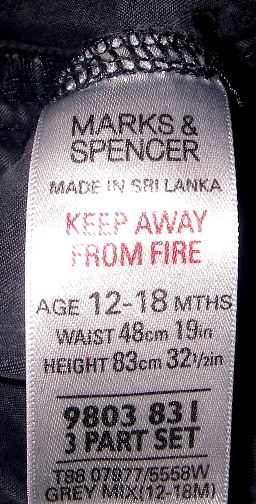 MARKS &
SPENCER
MADE IN SRI LANKA
KEEP AWAY
FROM FIRE
AGE 12-18 MTHS
WAIST 48cm 19in
HEIGHT 83cm 32½in
9803 831
3 PART SET
T88 07977/5558W
GREY MIX(12-18M)